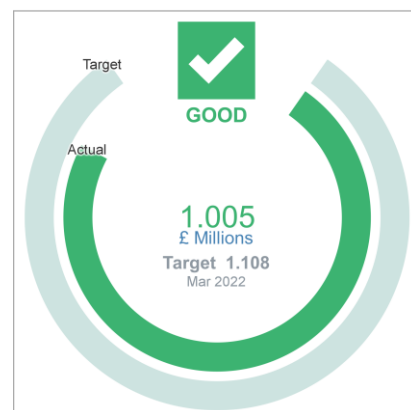 Target
GOOD
Actual
1.005
£ Millions
Target 1.108
Mar 2022